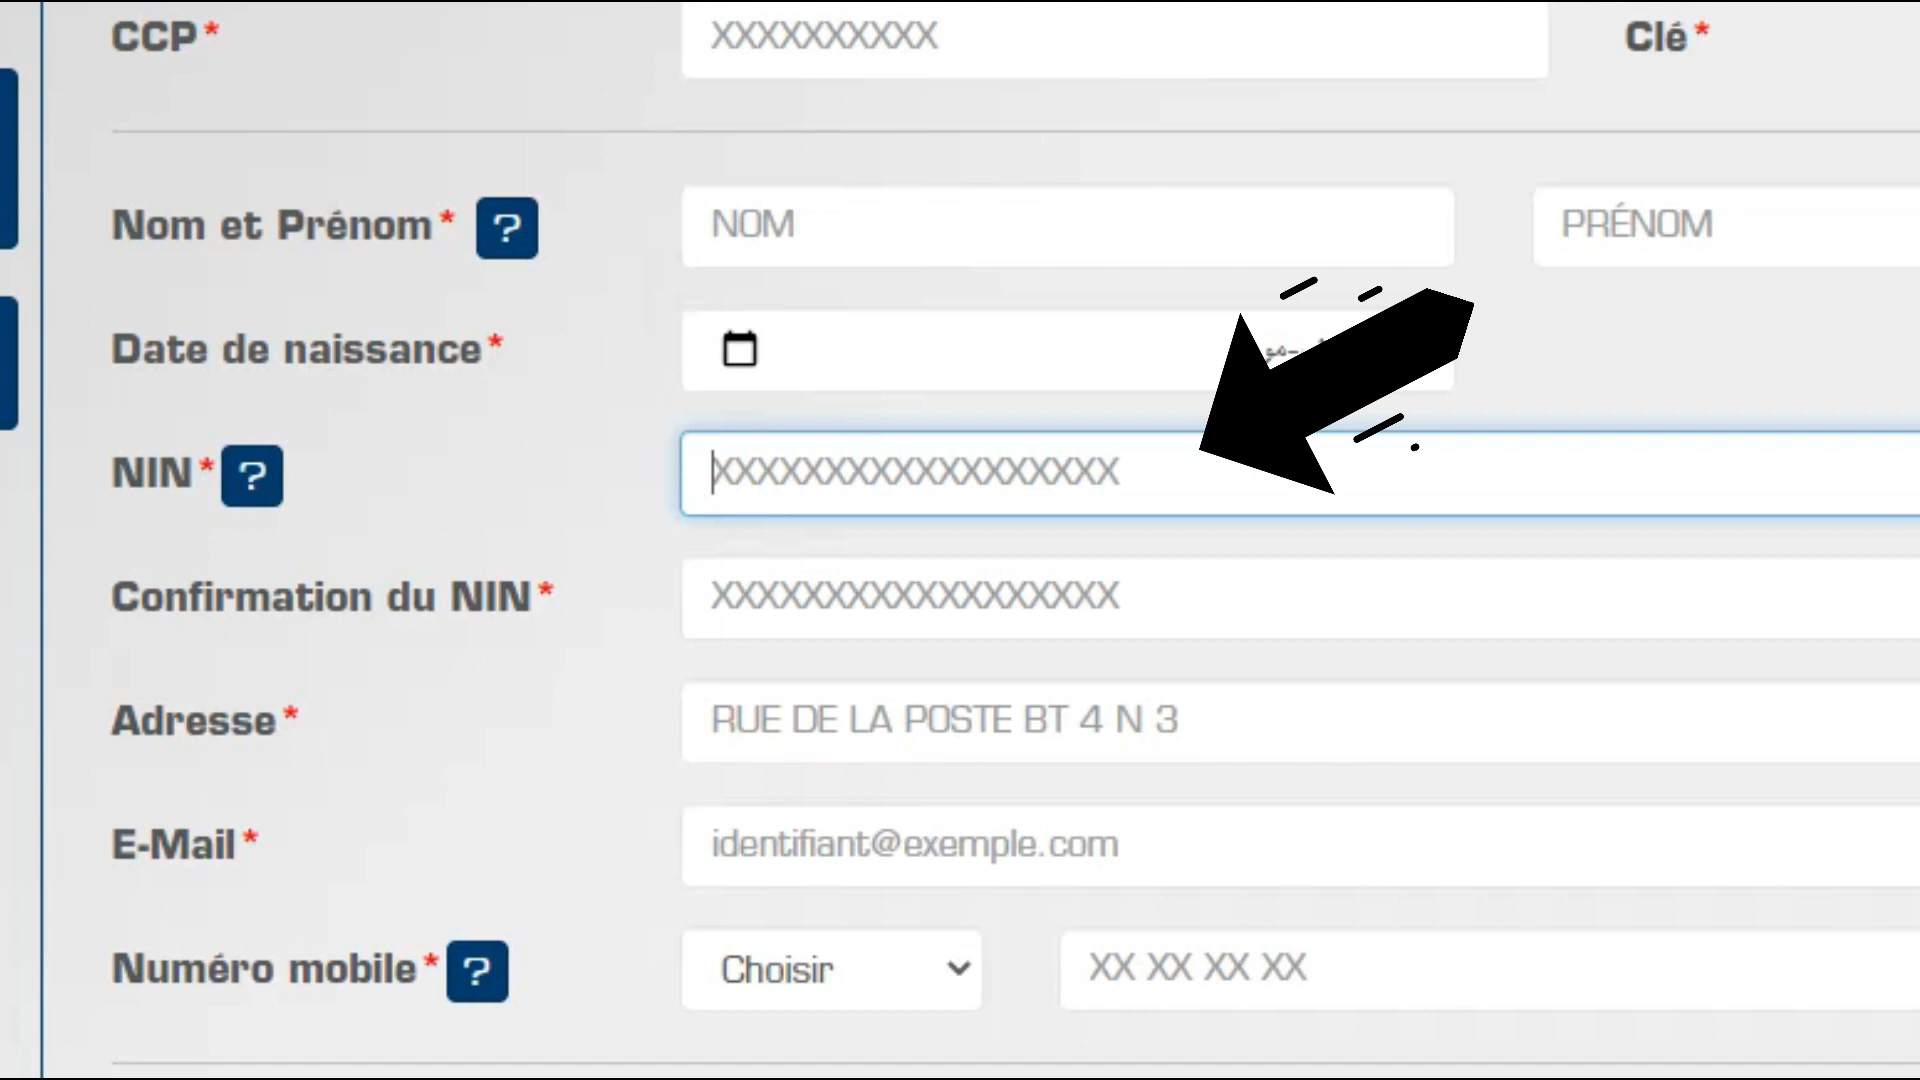 CCP* XXXXXXXXXX Clé*
Nom et Prénom* ? NOM PRÉNOM
Date de naissance*
NIN* ? XXXXXXXXXXXXXXXXXX
Confirmation du NIN* XXXXXXXXXXXXXXXXXX
Adresse* RUE DE LA POSTE BT 4 N 3
E-Mail* identifiant@exemple.com
Numéro mobile* ? Choisir XX XX XX XX